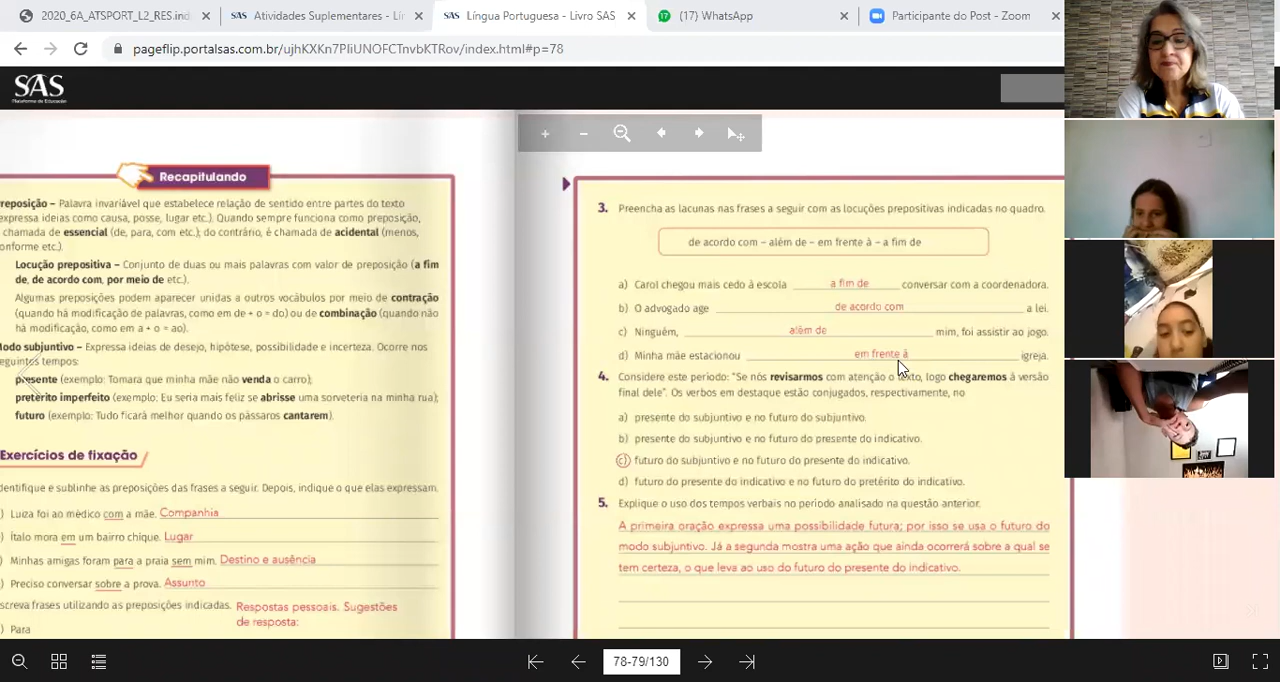 2020_6A_ATSPORT_L2_RES.ind
Atividades Suplementares - Lín
Língua Portuguesa - Livro SAS
(17) WhatsApp
Participante do Post - Zoom
pageflip.portalsas.com.br/ujhKXKn7PIiUNOFCTnvbKTRov/index.html#p=78
SAS
Plataforma de Educação
Recapitulando
reposição – Palavra invariável que estabelece relação de sentido entre partes do texto
expressa ideias como causa, posse, lugar etc.). Quando sempre funciona como preposição,
chamada de essencial (de, para, com etc.); do contrário, é chamada de acidental (menos,
onforme etc.).
Locução prepositiva – Conjunto de duas ou mais palavras com valor de preposição (a fim
de, de acordo com, por meio de etc.).
Algumas preposições podem aparecer unidas a outros vocábulos por meio de contração
(quando há modificação de palavras, como em de + o = do) ou de combinação (quando não
há modificação, como em a + o = ao).
Modo subjuntivo – Expressa ideias de desejo, hipótese, possibilidade e incerteza. Ocorre nos
eguintes tempos:
presente (exemplo: Tomara que minha mãe não venda o carro);
pretérito imperfeito (exemplo: Eu seria mais feliz se abrisse uma sorveteria na minha rua);
futuro (exemplo: Tudo ficará melhor quando os pássaros cantarem).
Exercícios de fixação
dentifique e sublinhe as preposições das frases a seguir. Depois, indique o que elas expressam.
) Luiza foi ao médico com a mãe. Companhia
) Ítalo mora em um bairro chique. Lugar
) Minhas amigas foram para a praia sem mim. Destino e ausência
) Preciso conversar sobre a prova. Assunto
screva frases utilizando as preposições indicadas. Respostas pessoais. Sugestões
de resposta:
) Para
3. Preencha as lacunas nas frases a seguir com as locuções prepositivas indicadas no quadro.
de acordo com – além de – em frente à – a fim de
a) Carol chegou mais cedo à escola a fim de conversar com a coordenadora.
b) O advogado age de acordo com a lei.
c) Ninguém, além de mim, foi assistir ao jogo.
d) Minha mãe estacionou em frente à igreja.
4. Considere este período: "Se nós revisarmos com atenção o texto, logo chegaremos à versão
final dele". Os verbos em destaque estão conjugados, respectivamente, no
a) presente do subjuntivo e no futuro do subjuntivo.
b) presente do subjuntivo e no futuro do presente do indicativo.
c) futuro do subjuntivo e no futuro do presente do indicativo.
d) futuro do presente do indicativo e no futuro do pretérito do indicativo.
5. Explique o uso dos tempos verbais no período analisado na questão anterior.
A primeira oração expressa uma possibilidade futura; por isso se usa o futuro do
modo subjuntivo. Já a segunda mostra uma ação que ainda ocorrerá sobre a qual se
tem certeza, o que leva ao uso do futuro do presente do indicativo.
78-79/130